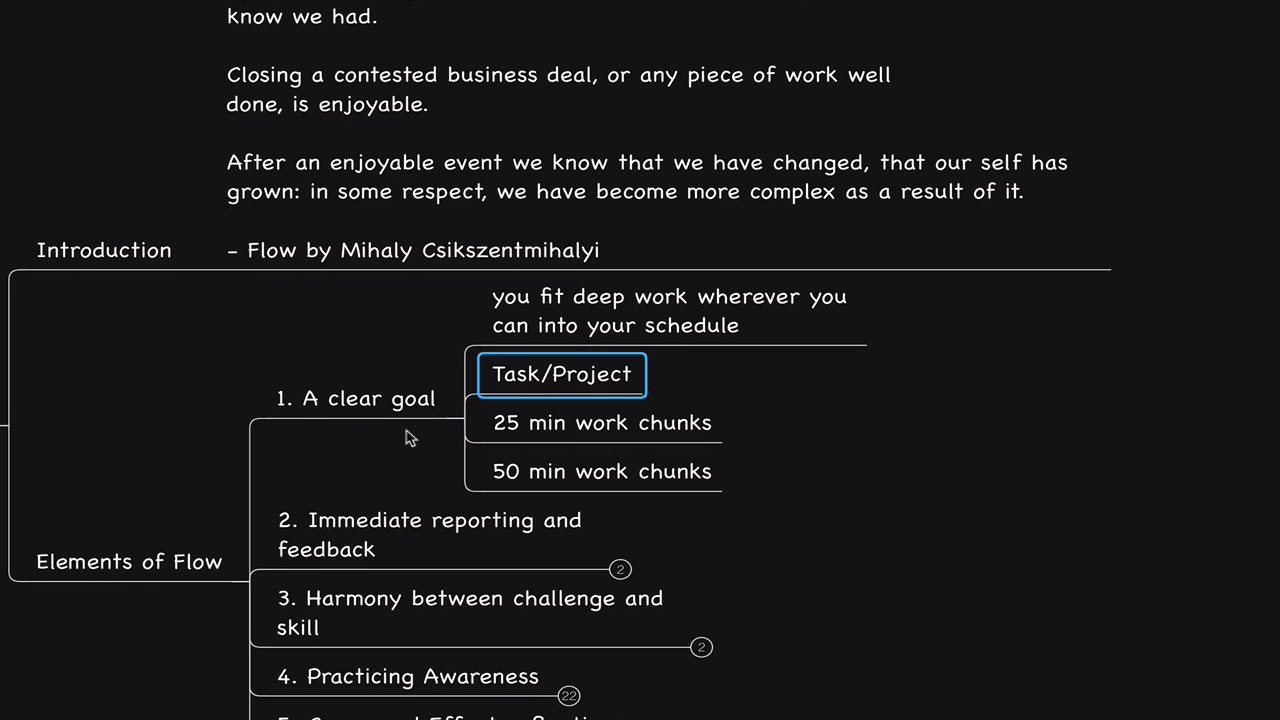 know we had.
Closing a contested business deal, or any piece of work well
done, is enjoyable.
After an enjoyable event we know that we have changed, that our self has
grown: in some respect, we have become more complex as a result of it.
Introduction
– Flow by Mihaly Csikszentmihalyi
you fit deep work wherever you
can into your schedule
Task/Project
1. A clear goal
25 min work chunks
50 min work chunks
2. Immediate reporting and
feedback
2
Elements of Flow
3. Harmony between challenge and
skill
2
4. Practicing Awareness
22